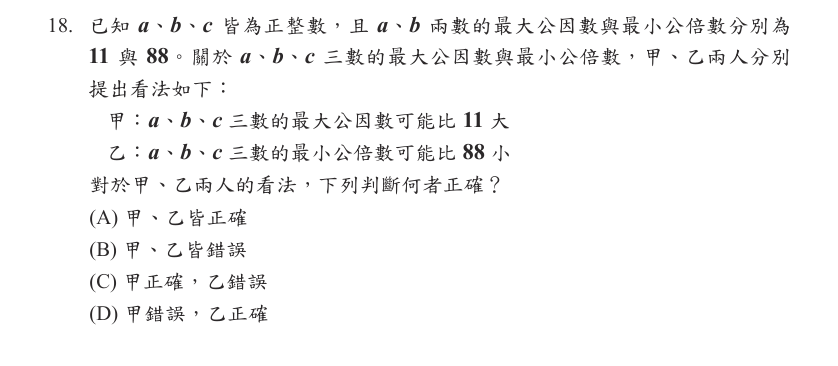 18. 已知 a、b、c 皆為正整數，且 a、b 兩數的最大公因數與最小公倍數分別為
11 與 88。關於 a、b、c 三數的最大公因數與最小公倍數，甲、乙兩人分別
提出看法如下：
甲：a、b、c 三數的最大公因數可能比 11 大
乙：a、b、c 三數的最小公倍數可能比 88 小
對於甲、乙兩人的看法，下列判斷何者正確？
(A) 甲、乙皆正確
(B) 甲、乙皆錯誤
(C) 甲正確，乙錯誤
(D) 甲錯誤，乙正確